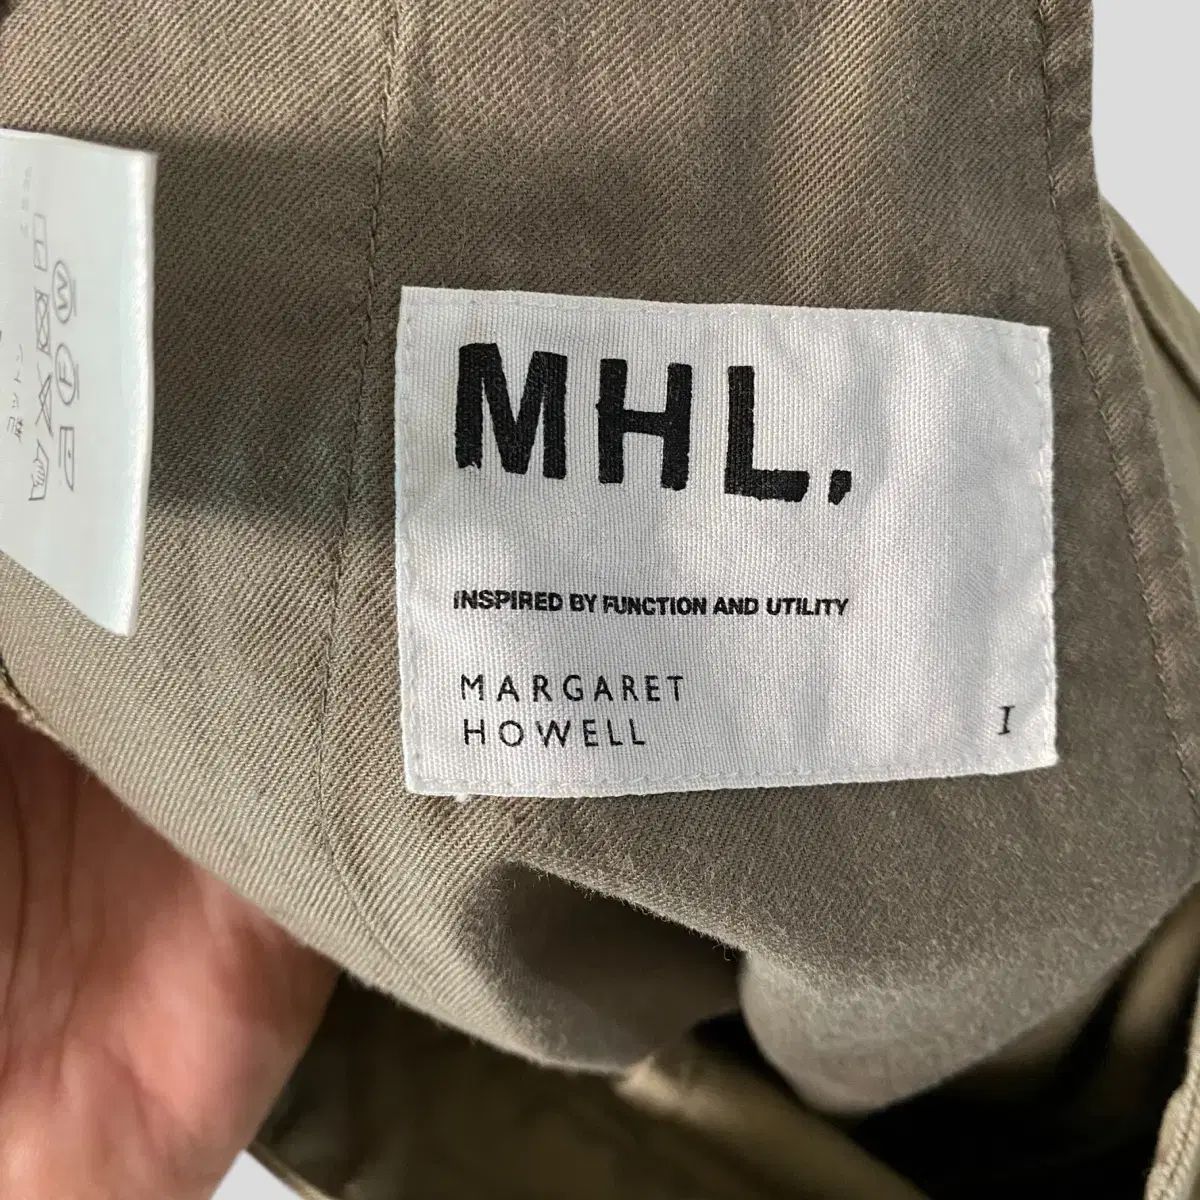 MHL.
INSPIRED BY FUNCTION AND UTILITY
MARGARET
HOWELL
I